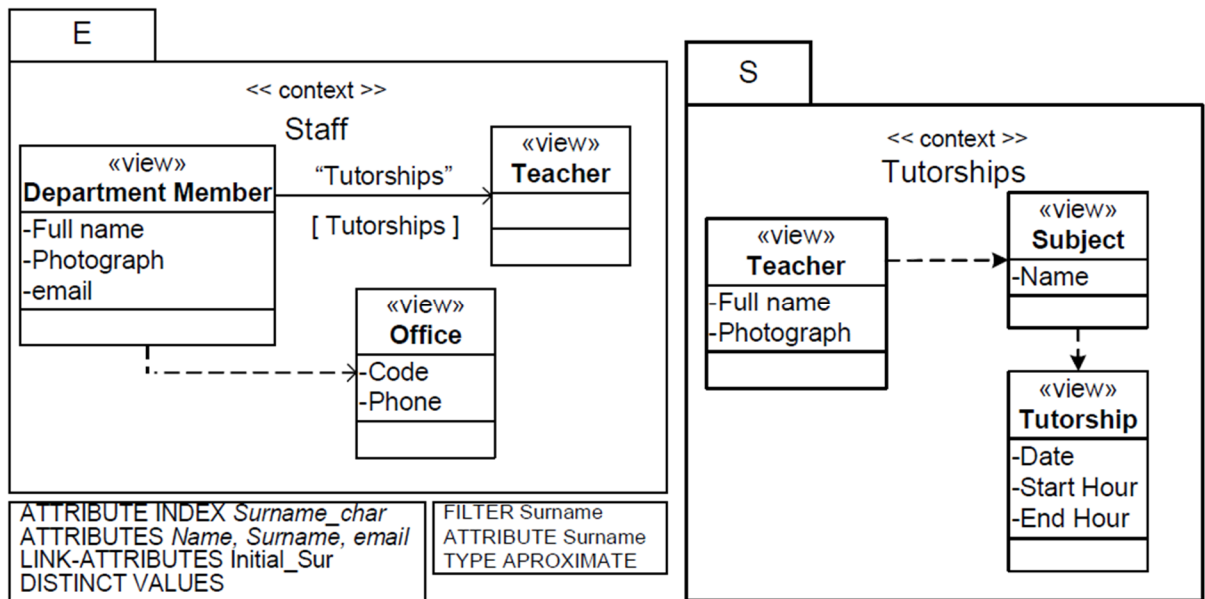 E
<< context >>
Staff
«view»
Department Member
-Full name
-Photograph
-email
“Tutorships”
[ Tutorships ]
«view»
Teacher
«view»
Office
-Code
-Phone
ATTRIBUTE INDEX Surname_char
ATTRIBUTES Name, Surname, email
LINK-ATTRIBUTES Initial_Sur
DISTINCT VALUES
FILTER Surname
ATTRIBUTE Surname
TYPE APROXIMATE
S
<< context >>
Tutorships
«view»
Teacher
-Full name
-Photograph
«view»
Subject
-Name
«view»
Tutorship
-Date
-Start Hour
-End Hour